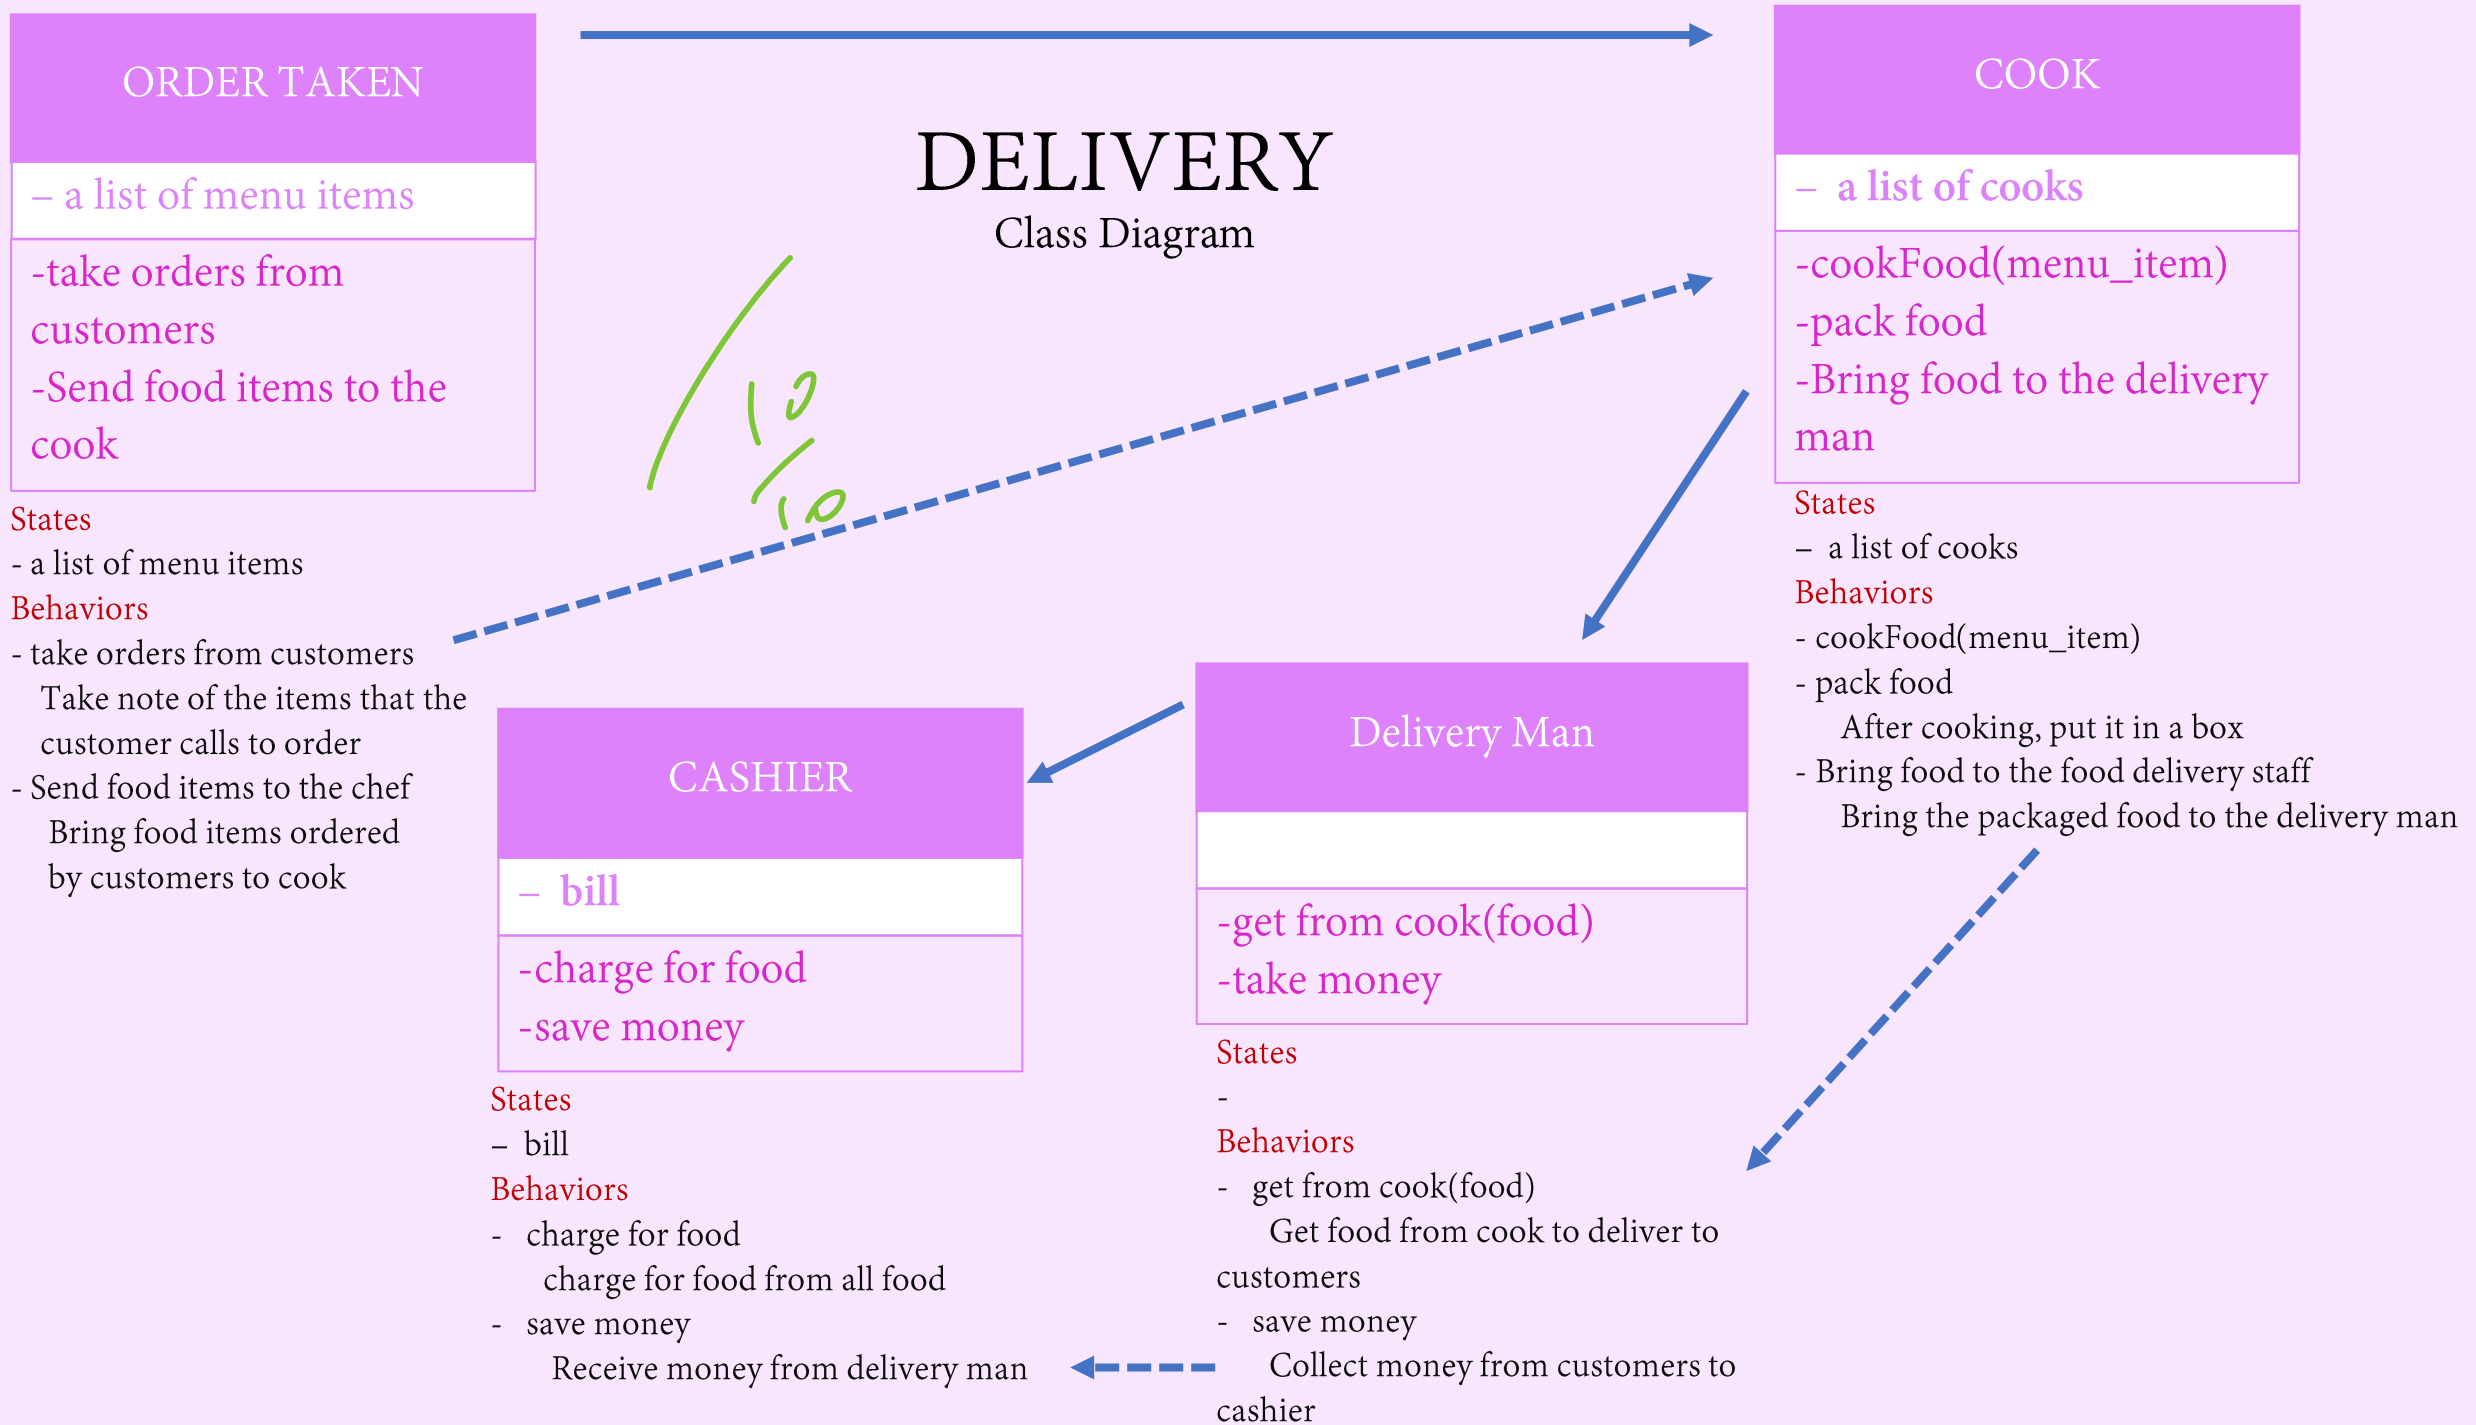 ORDER TAKEN
– a list of menu items
-take orders from
customers
-Send food items to the
cook
States
- a list of menu items
Behaviors
- take orders from customers
Take note of the items that the
customer calls to order
- Send food items to the chef
Bring food items ordered
by customers to cook
DELIVERY
Class Diagram
10
10
COOK
– a list of cooks
-cookFood(menu_item)
-pack food
-Bring food to the delivery
man
States
– a list of cooks
Behaviors
- cookFood(menu_item)
- pack food
After cooking, put it in a box
- Bring food to the food delivery staff
Bring the packaged food to the delivery man
CASHIER
– bill
-charge for food
-save money
States
– bill
Behaviors
- charge for food
charge for food from all food
- save money
Receive money from delivery man
Delivery Man
-get from cook(food)
-take money
States
-
Behaviors
- get from cook(food)
Get food from cook to deliver to
customers
- save money
Collect money from customers to
cashier